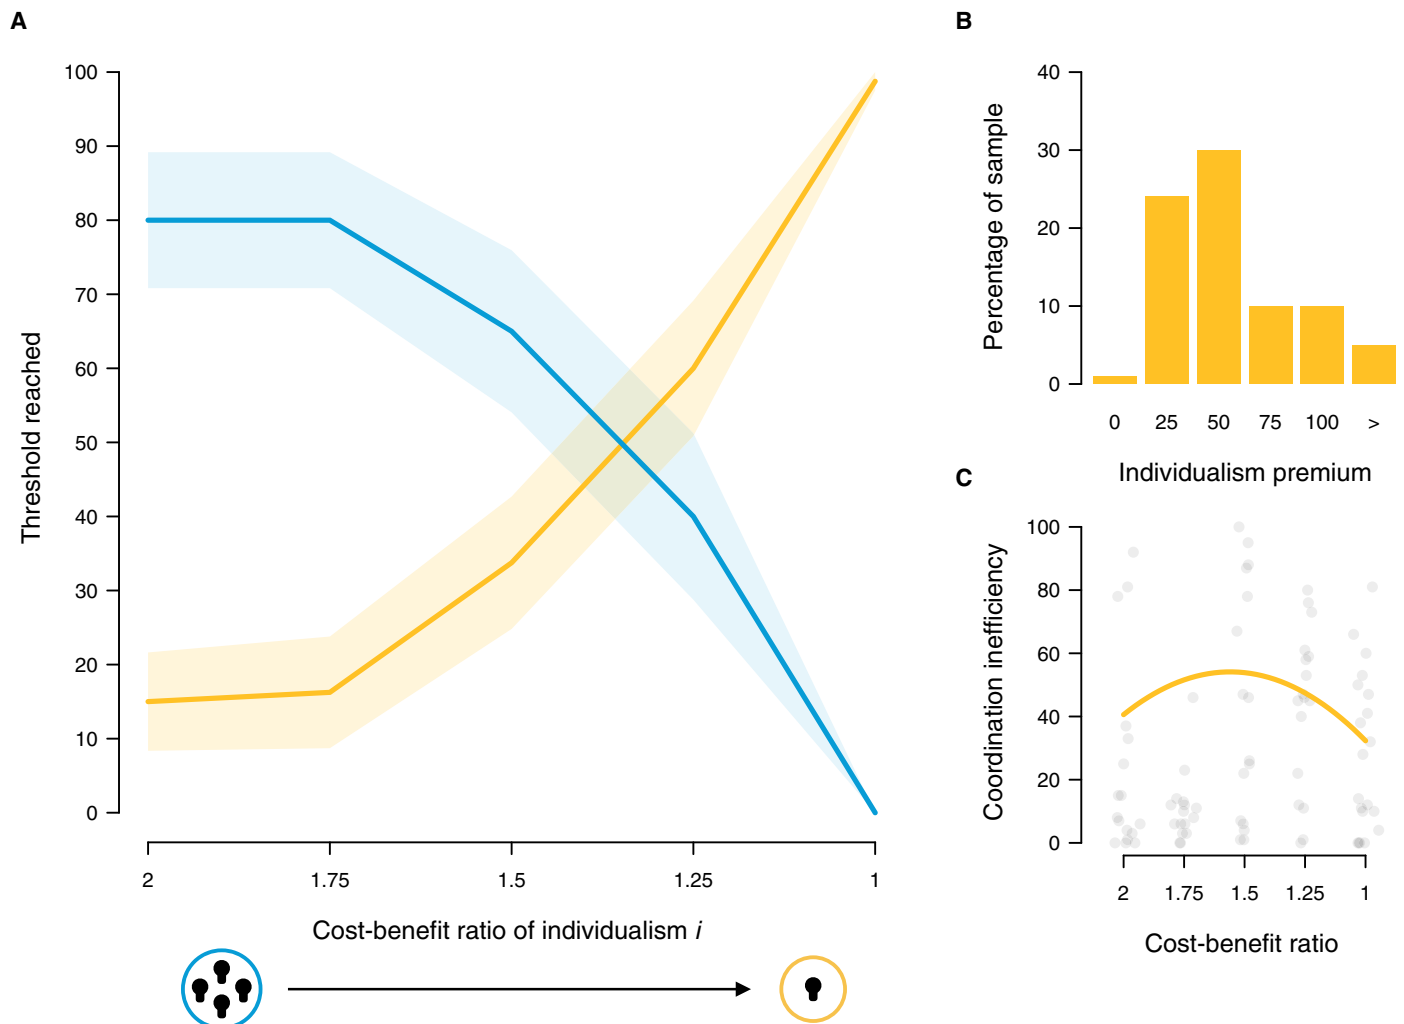 A
100
90
80
70
60
50
40
30
20
10
0
Threshold reached
2 1.75 1.5 1.25 1
Cost-benefit ratio of individualism i
B
40
30
20
10
0
Percentage of sample
0 25 50 75 100 >
Individualism premium
C
100
80
60
40
20
0
Coordination inefficiency
2 1.75 1.5 1.25 1
Cost-benefit ratio